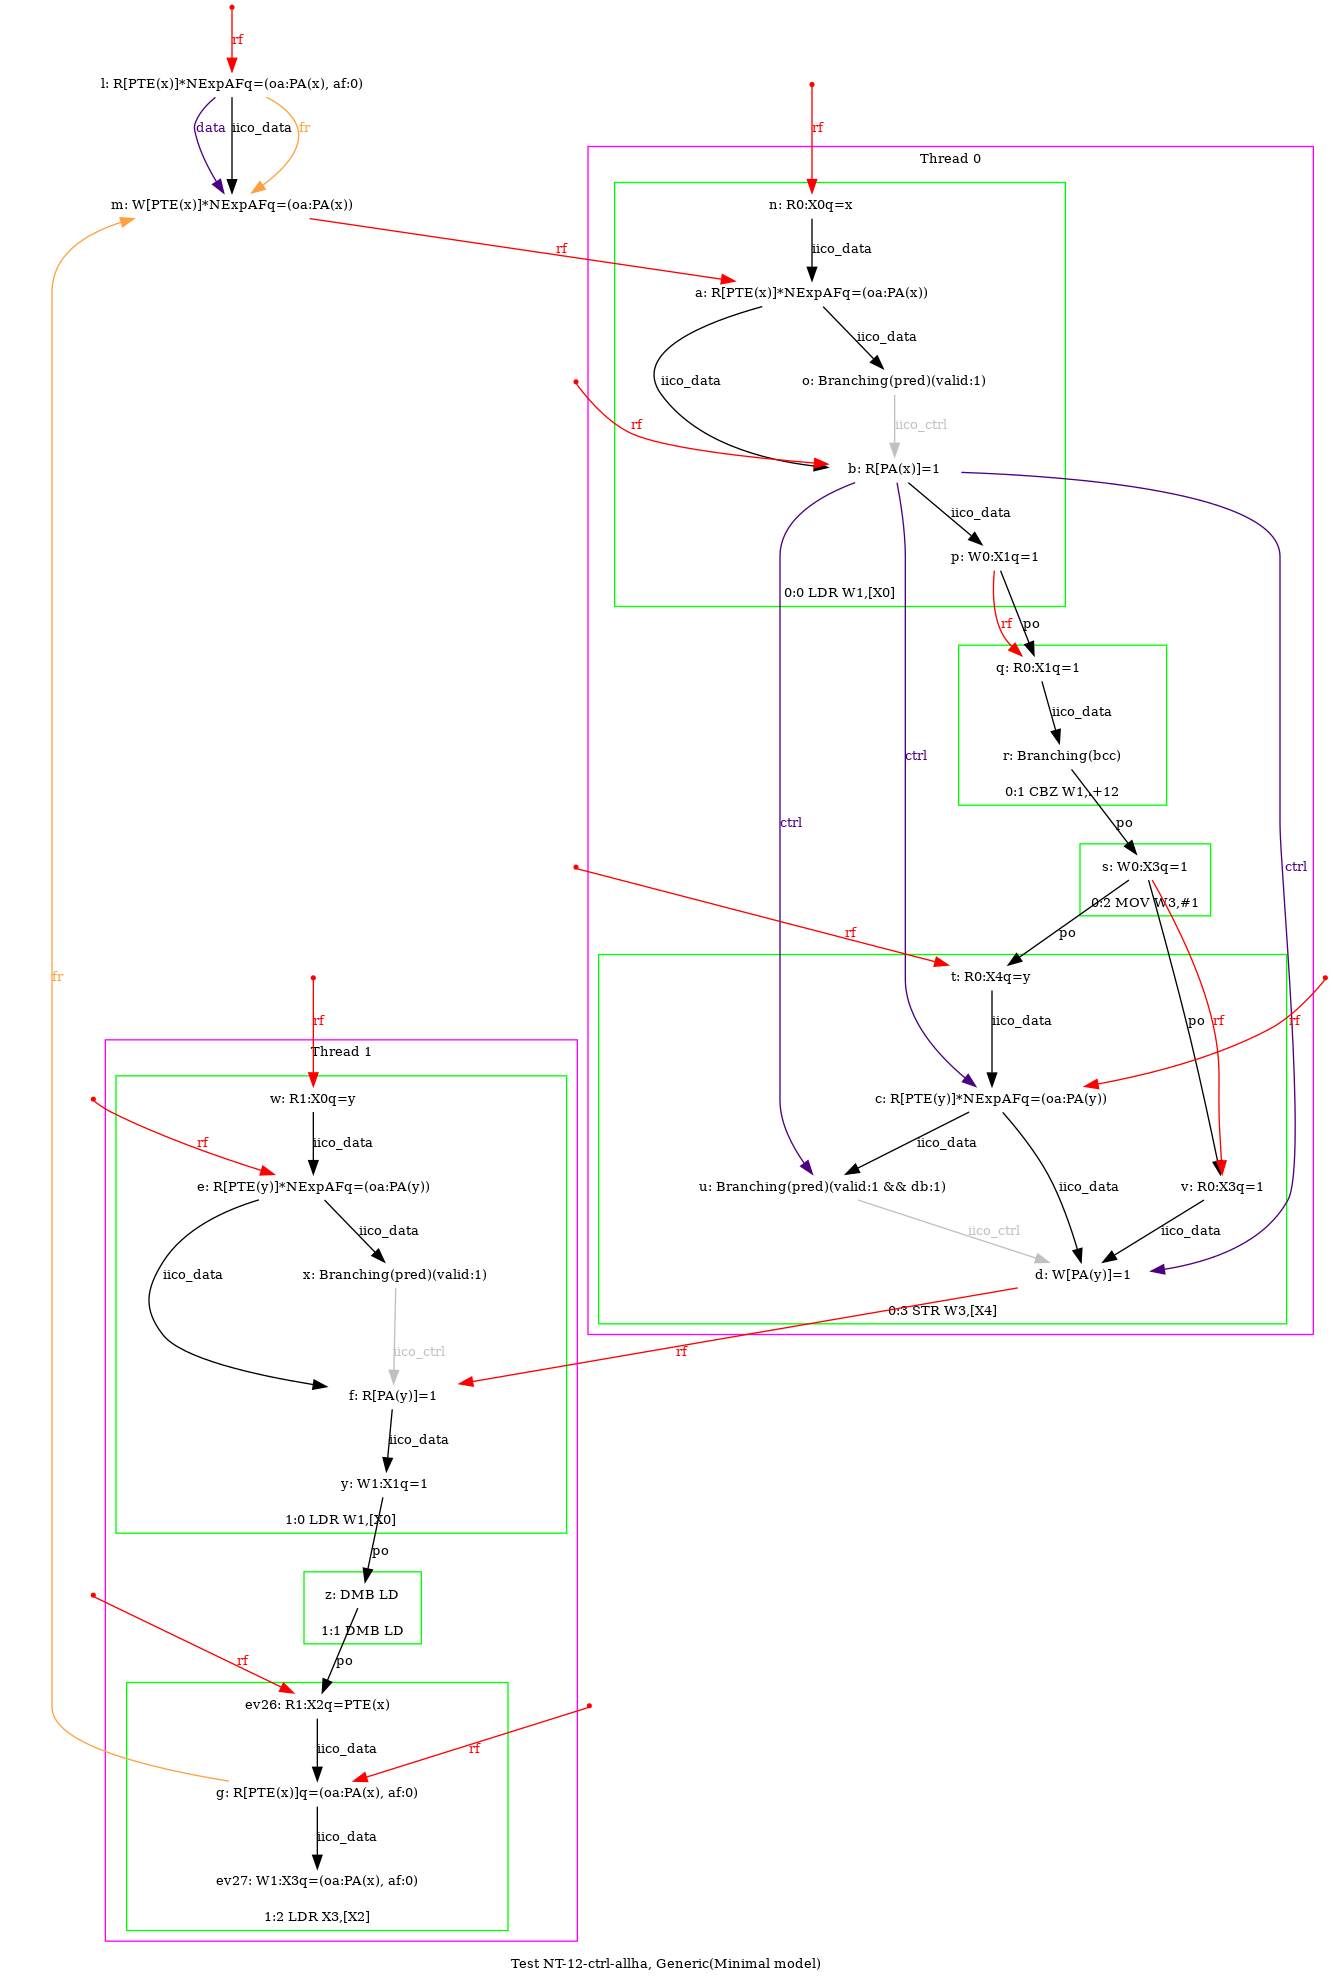 rf
l: R[PTE(x)]*NExpAFq=(oa:PA(x), af:0)
rf
data
iico_data
fr
Thread 0
m: W[PTE(x)]*NExpAFq=(oa:PA(x))
n: R0:X0q=x
rf
iico_data
a: R[PTE(x)]*NExpAFq=(oa:PA(x))
iico_data
iico_data
o: Branching(pred)(valid:1)
rf
iico_ctrl
b: R[PA(x)]=1
iico_data
p: W0:X1q=1
0:0 LDR W1,[X0]
rf
po
q: R0:X1q=1
iico_data
ctrl
r: Branching(bcc)
0:1 CBZ W1,.+12
ctrl
po
s: W0:X3q=1
ctrl
0:2 MOV W3,#1
rf
po
fr
t: R0:X4q=y
rf
iico_data
po
rf
rf
Thread 1
w: R1:X0q=y
c: R[PTE(y)]*NExpAFq=(oa:PA(y))
rf
iico_data
iico_data
e: R[PTE(y)]*NExpAFq=(oa:PA(y))
u: Branching(pred)(valid:1 && db:1)
iico_data
v: R0:X3q=1
iico_data
iico_ctrl
iico_data
iico_data
x: Branching(pred)(valid:1)
d: W[PA(y)]=1
0:3 STR W3,[X4]
iico_ctrl
rf
f: R[PA(y)]=1
iico_data
y: W1:X1q=1
1:0 LDR W1,[X0]
po
z: DMB LD
1:1 DMB LD
rf
po
ev26: R1:X2q=PTE(x)
iico_data
rf
g: R[PTE(x)]q=(oa:PA(x), af:0)
iico_data
ev27: W1:X3q=(oa:PA(x), af:0)
1:2 LDR X3,[X2]
Test NT-12-ctrl-allha, Generic(Minimal model)